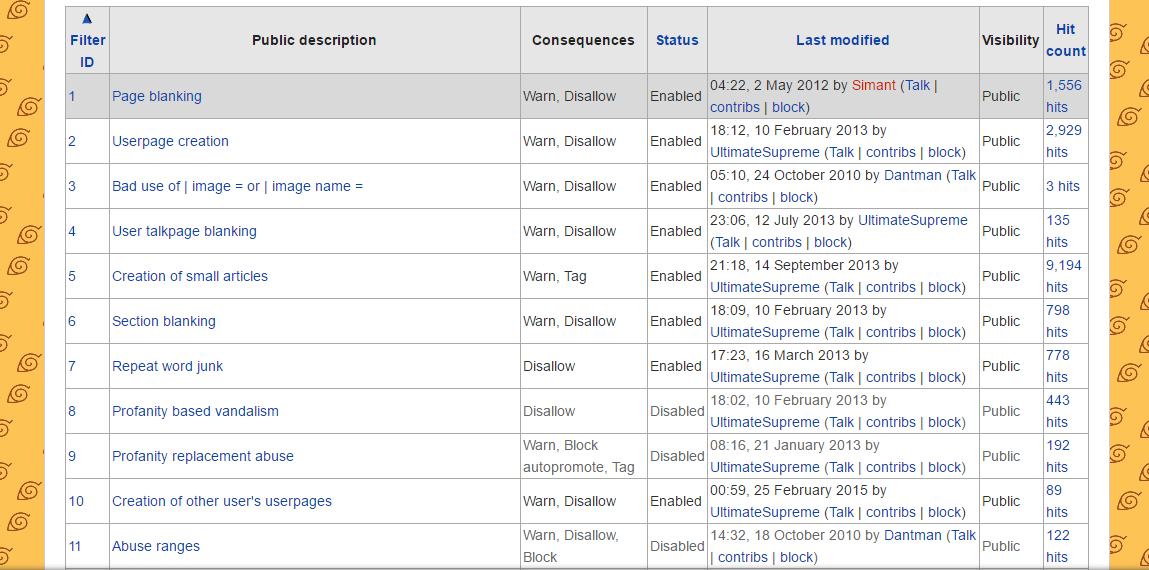 ▲
Filter
ID
Public description
Consequences
Status
Last modified
Visibility
Hit
count
1
Page blanking
Warn, Disallow
Enabled
04:22, 2 May 2012 by Simant (Talk |
contribs | block)
Public
1,556
hits
2
Userpage creation
Warn, Disallow
Enabled
18:12, 10 February 2013 by
UltimateSupreme (Talk | contribs | block)
Public
2,929
hits
3
Bad use of | image = or | image name =
Warn, Disallow
Enabled
05:10, 24 October 2010 by Dantman (Talk
| contribs | block)
Public
3 hits
4
User talkpage blanking
Warn, Disallow
Enabled
23:06, 12 July 2013 by UltimateSupreme
(Talk | contribs | block)
Public
135
hits
5
Creation of small articles
Warn, Tag
Enabled
21:18, 14 September 2013 by
UltimateSupreme (Talk | contribs | block)
Public
9,194
hits
6
Section blanking
Warn, Disallow
Enabled
18:09, 10 February 2013 by
UltimateSupreme (Talk | contribs | block)
Public
798
hits
7
Repeat word junk
Disallow
Enabled
17:23, 16 March 2013 by
UltimateSupreme (Talk | contribs | block)
Public
778
hits
8
Profanity based vandalism
Disallow
Disabled
18:02, 10 February 2013 by
UltimateSupreme (Talk | contribs | block)
Public
443
hits
9
Profanity replacement abuse
Warn, Block
autopromote, Tag
Disabled
08:16, 21 January 2013 by
UltimateSupreme (Talk | contribs | block)
Public
192
hits
10
Creation of other user's userpages
Warn, Disallow
Enabled
00:59, 25 February 2015 by
UltimateSupreme (Talk | contribs | block)
Public
89
hits
11
Abuse ranges
Warn, Disallow,
Block
Disabled
14:32, 18 October 2010 by Dantman (Talk
| contribs | block)
Public
122
hits